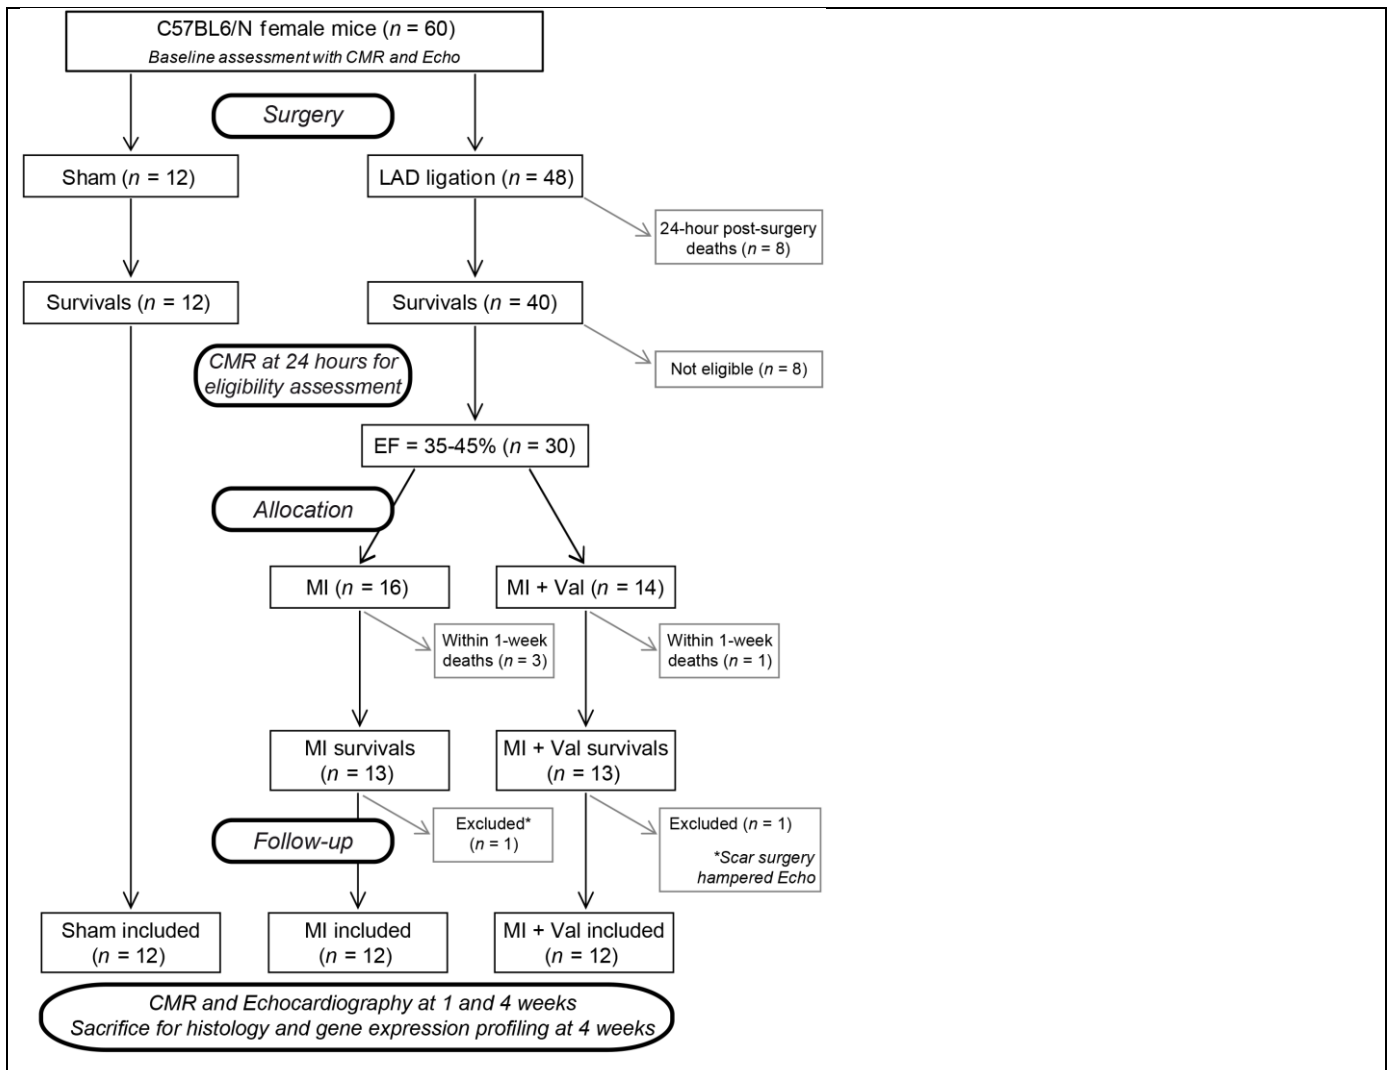 C57BL6/N female mice (n = 60)
Baseline assessment with CMR and Echo
Surgery
Sham (n = 12)
LAD ligation (n = 48)
24-hour post-surgery
deaths (n = 8)
Survivals (n = 12)
Survivals (n = 40)
CMR at 24 hours for
eligibility assessment
Not eligible (n = 8)
EF = 35-45% (n = 30)
Allocation
MI (n = 16)
MI + Val (n = 14)
Within 1-week
deaths (n = 3)
Within 1-week
deaths (n = 1)
MI survivals
(n = 13)
MI + Val survivals
(n = 13)
Follow-up
Excluded*
(n = 1)
Excluded (n = 1)
*Scar surgery
hampered Echo
Sham included
(n = 12)
MI included
(n = 12)
MI + Val included
(n = 12)
CMR and Echocardiography at 1 and 4 weeks
Sacrifice for histology and gene expression profiling at 4 weeks